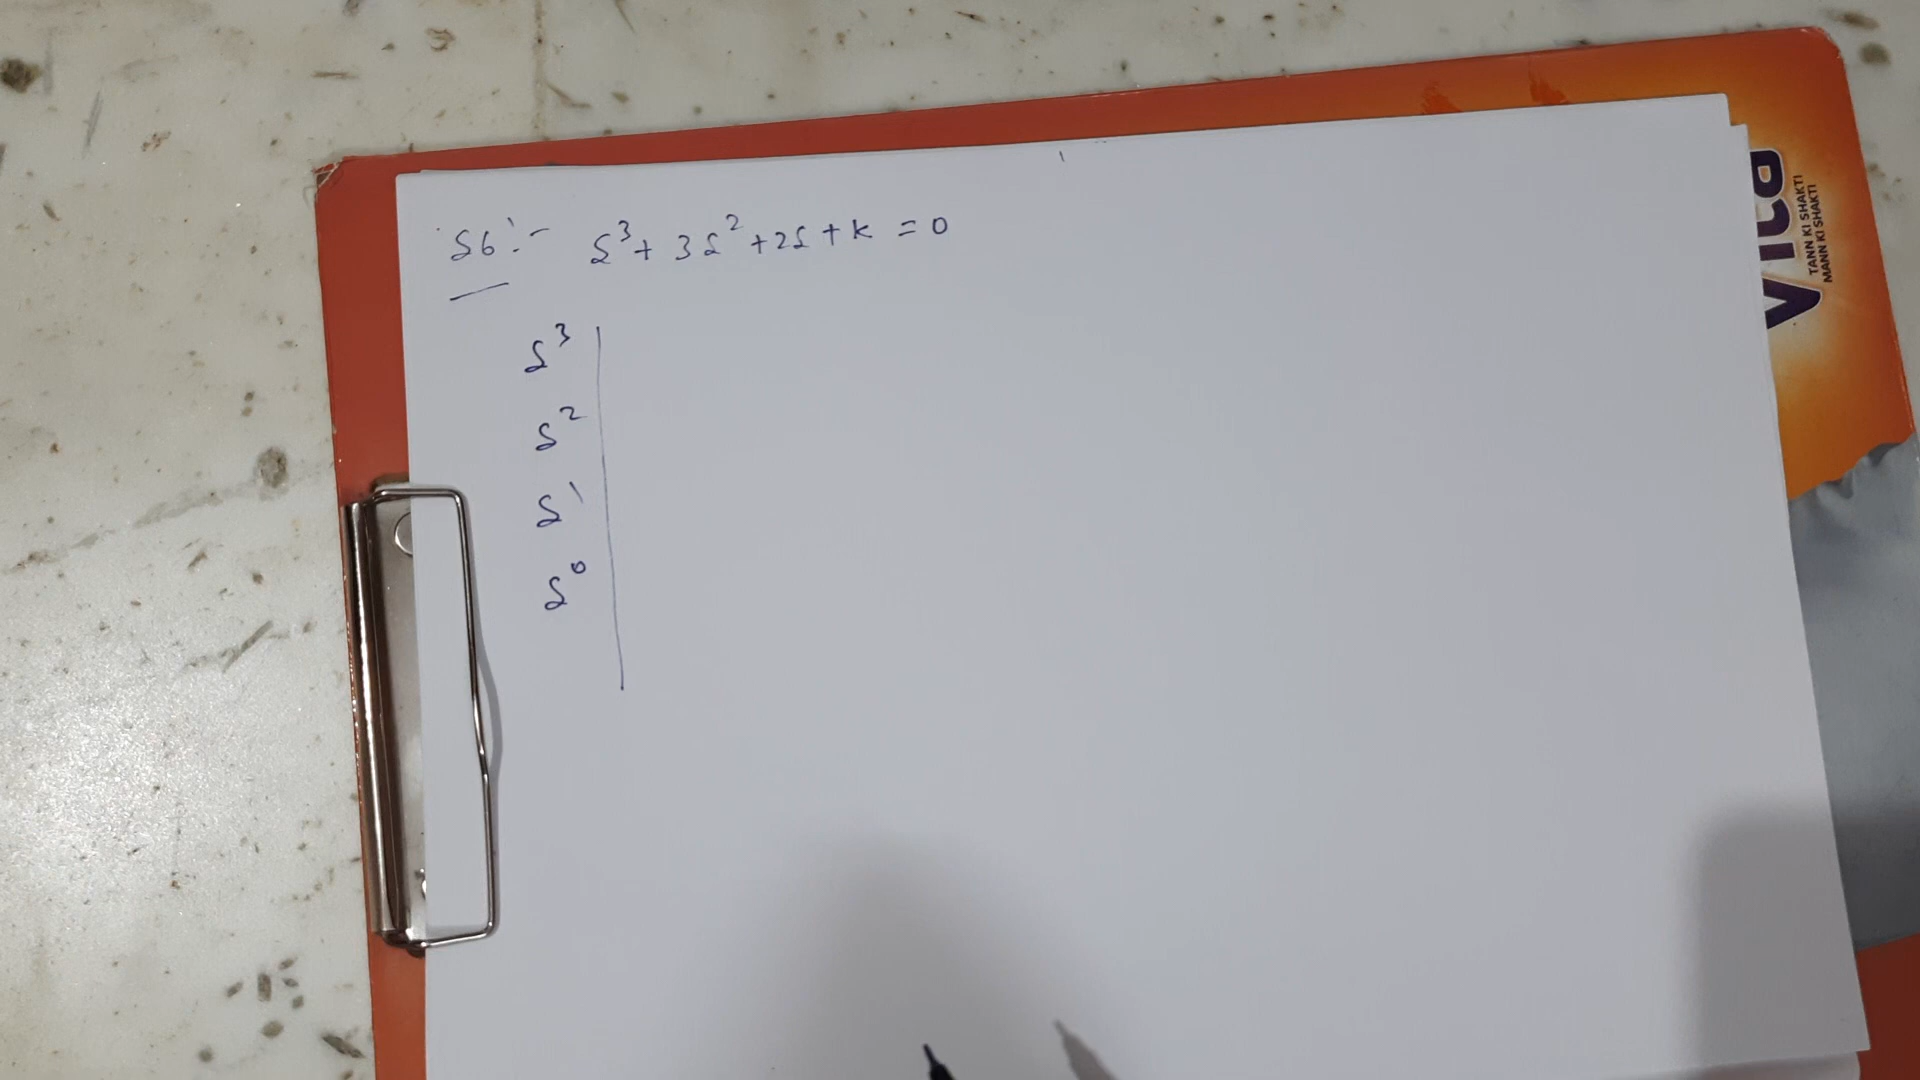 S6:- s³ + 3s² + 2s + k = 0
s³
s²
s¹
s⁰
Vita
TANN KI SHAKTI
MANN KI SHAKTI